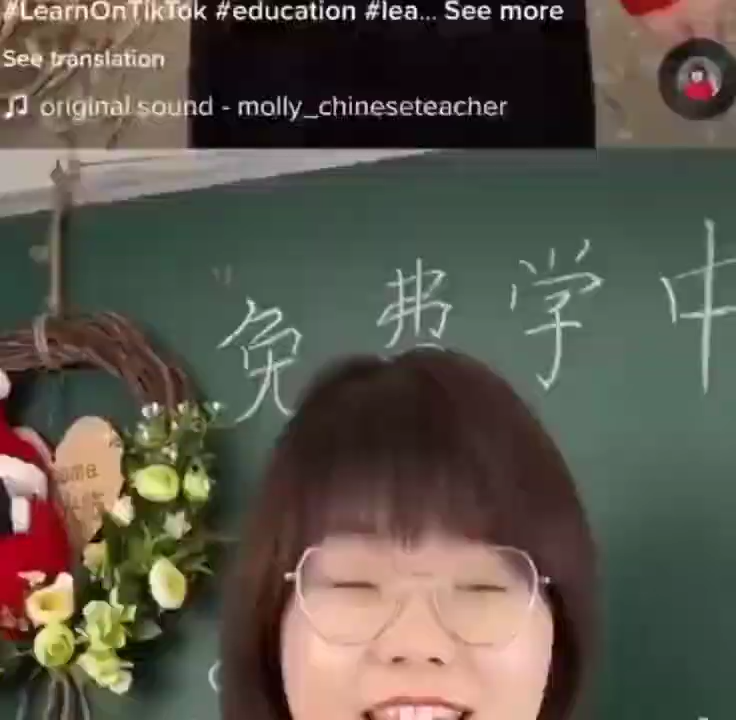 #LearnOnTikTok #education #lea... See more
See translation
original sound - molly_chineseteacher
免费学中